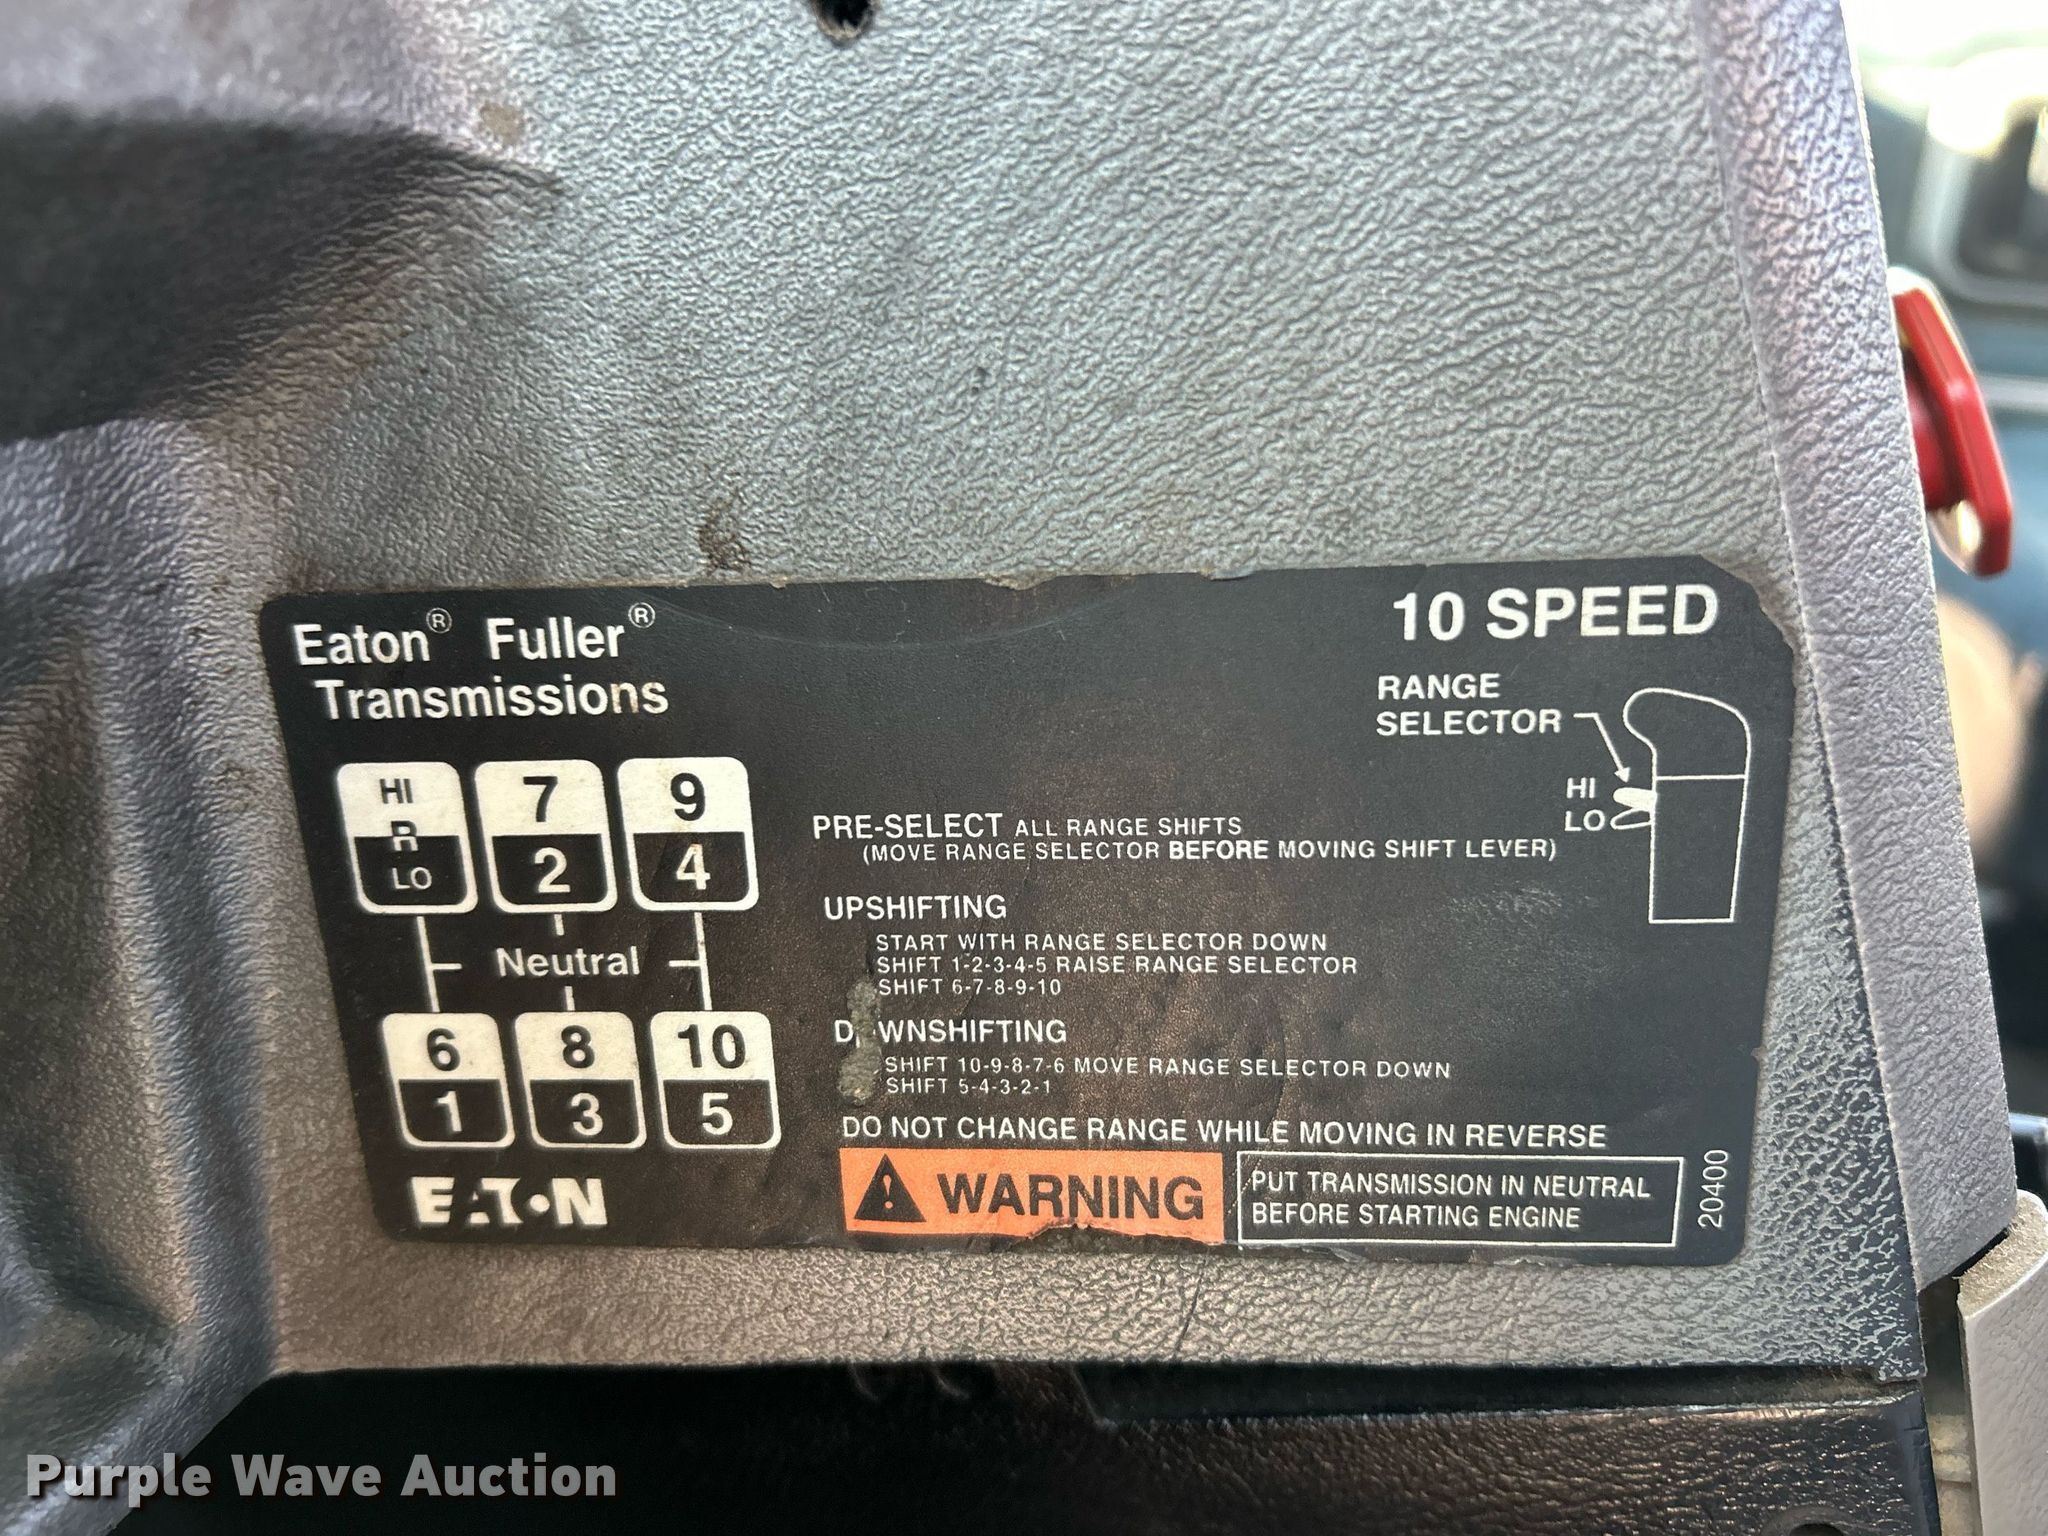 Eaton® Fuller®
Transmissions
10 SPEED
RANGE
SELECTOR
HI
LO
HI
R
LO
7
2
9
4
Neutral
6
1
8
3
10
5
EATON
PRE-SELECT ALL RANGE SHIFTS
(MOVE RANGE SELECTOR BEFORE MOVING SHIFT LEVER)
UPSHIFTING
START WITH RANGE SELECTOR DOWN
SHIFT 1-2-3-4-5 RAISE RANGE SELECTOR
SHIFT 6-7-8-9-10
DOWNSHIFTING
SHIFT 10-9-8-7-6 MOVE RANGE SELECTOR DOWN
SHIFT 5-4-3-2-1
DO NOT CHANGE RANGE WHILE MOVING IN REVERSE
WARNING
PUT TRANSMISSION IN NEUTRAL
BEFORE STARTING ENGINE
20400
Purple Wave Auction